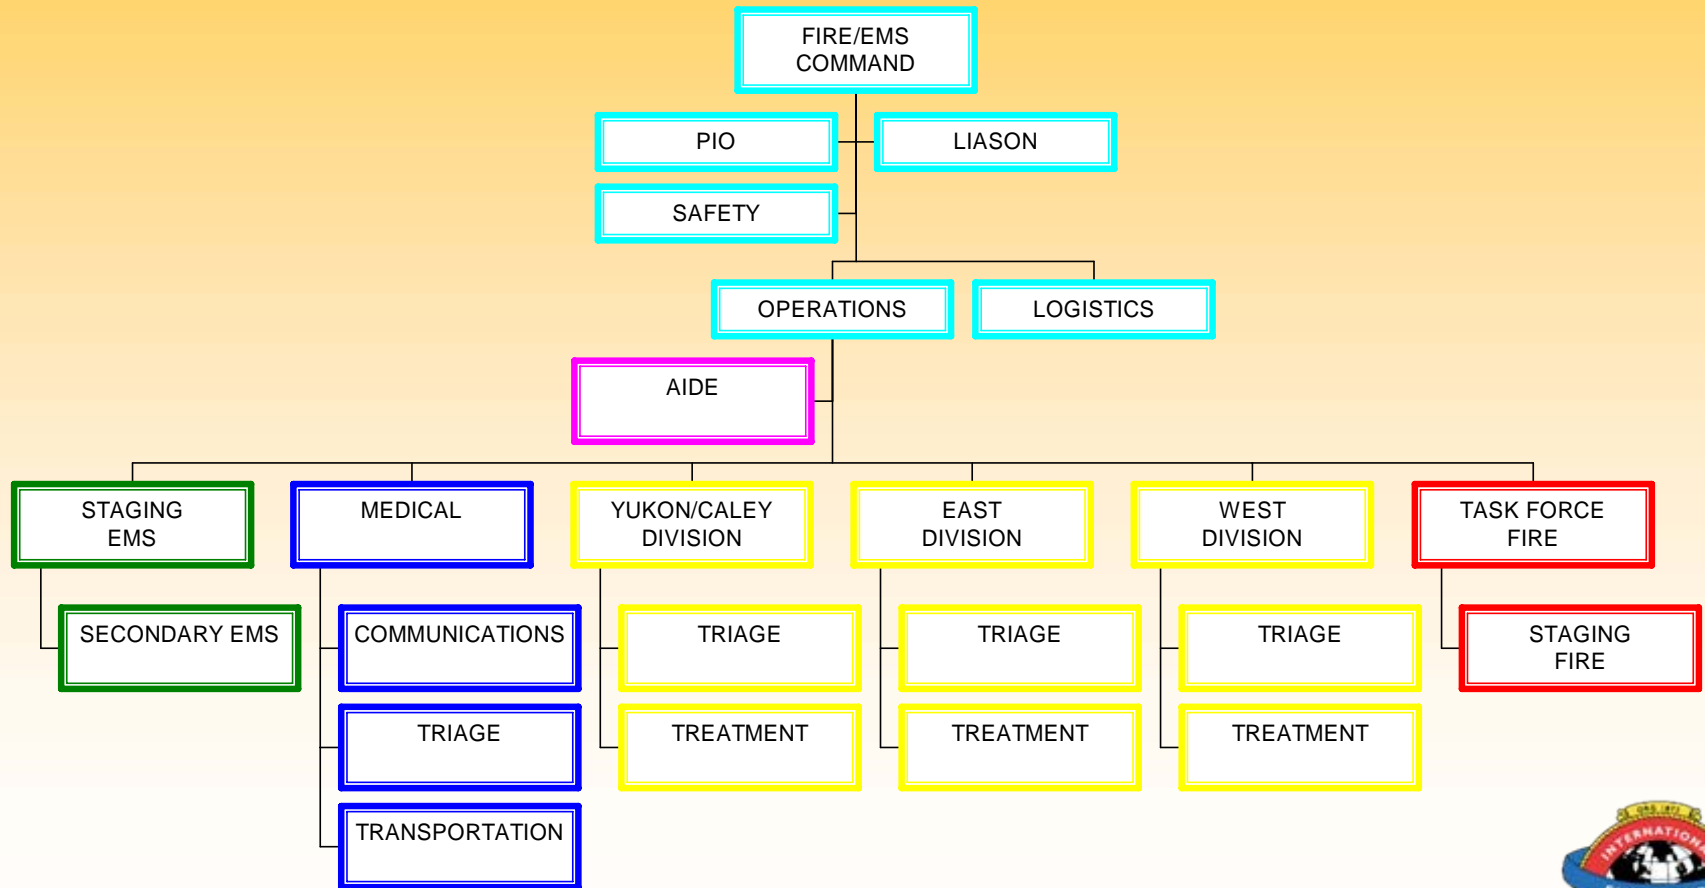 FIRE/EMS
COMMAND
PIO
LIASON
SAFETY
OPERATIONS
LOGISTICS
AIDE
STAGING
EMS
MEDICAL
YUKON/CALEY
DIVISION
EAST
DIVISION
WEST
DIVISION
TASK FORCE
FIRE
SECONDARY EMS
COMMUNICATIONS
TRIAGE
TRIAGE
TRIAGE
STAGING
FIRE
TRIAGE
TREATMENT
TREATMENT
TREATMENT
TRANSPORTATION